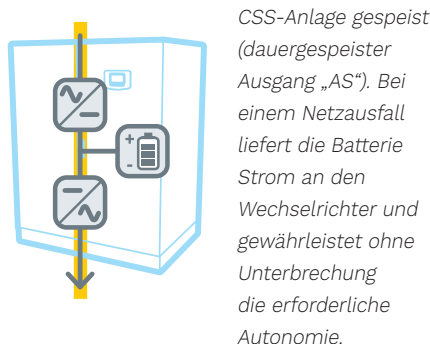 CSS-Anlage gespeist
(dauergespeister
Ausgang „AS“). Bei
einem Netzausfall
liefert die Batterie
Strom an den
Wechselrichter und
gewährleistet ohne
Unterbrechung
die erforderliche
Autonomie.